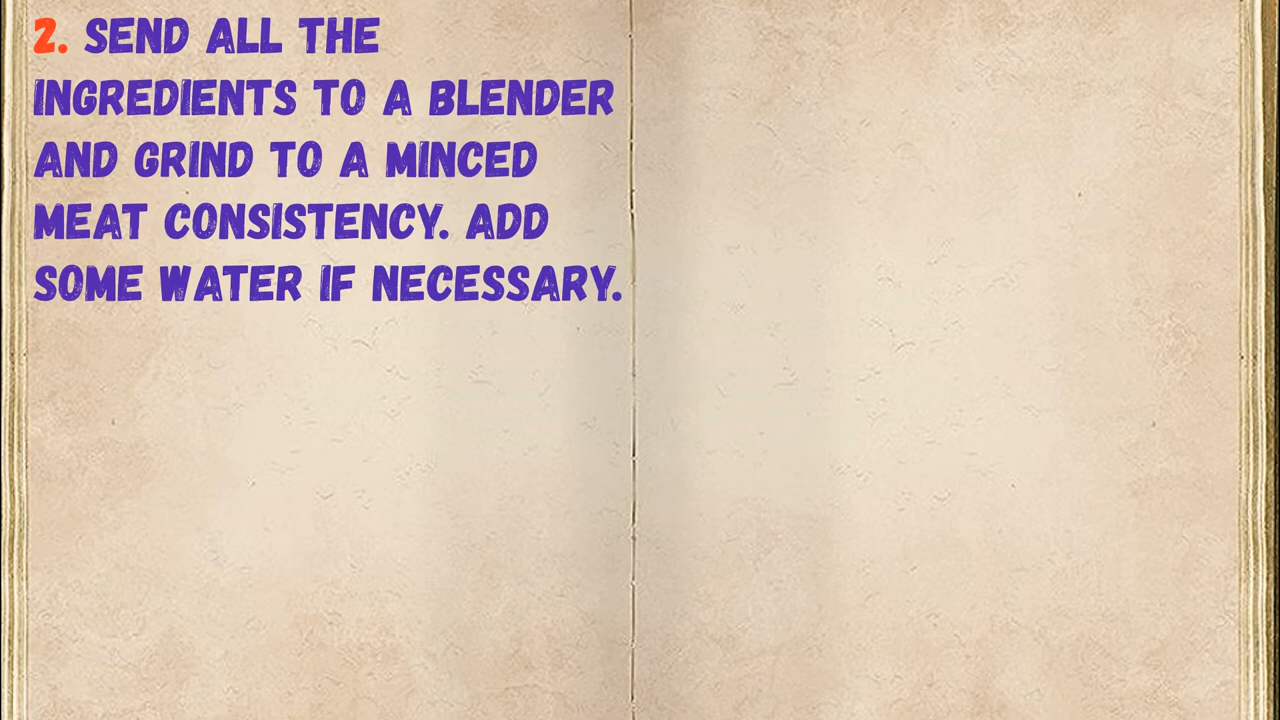 2. SEND ALL THE
INGREDIENTS TO A BLENDER
AND GRIND TO A MINCED
MEAT CONSISTENCY. ADD
SOME WATER IF NECESSARY.